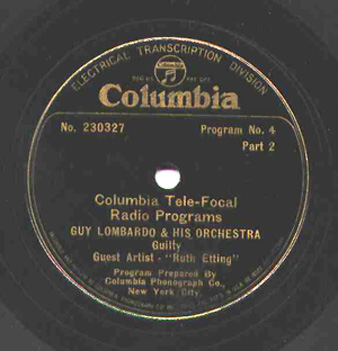 ELECTRICAL TRANSCRIPTION DIVISION
Columbia
No. 230327
Program No. 4
Part 2
Columbia Tele-Focal
Radio Programs
GUY LOMBARDO & HIS ORCHESTRA
Guilty
Guest Artist - "Ruth Etting"
Program Prepared By
Columbia Phonograph Co.,
New York City.